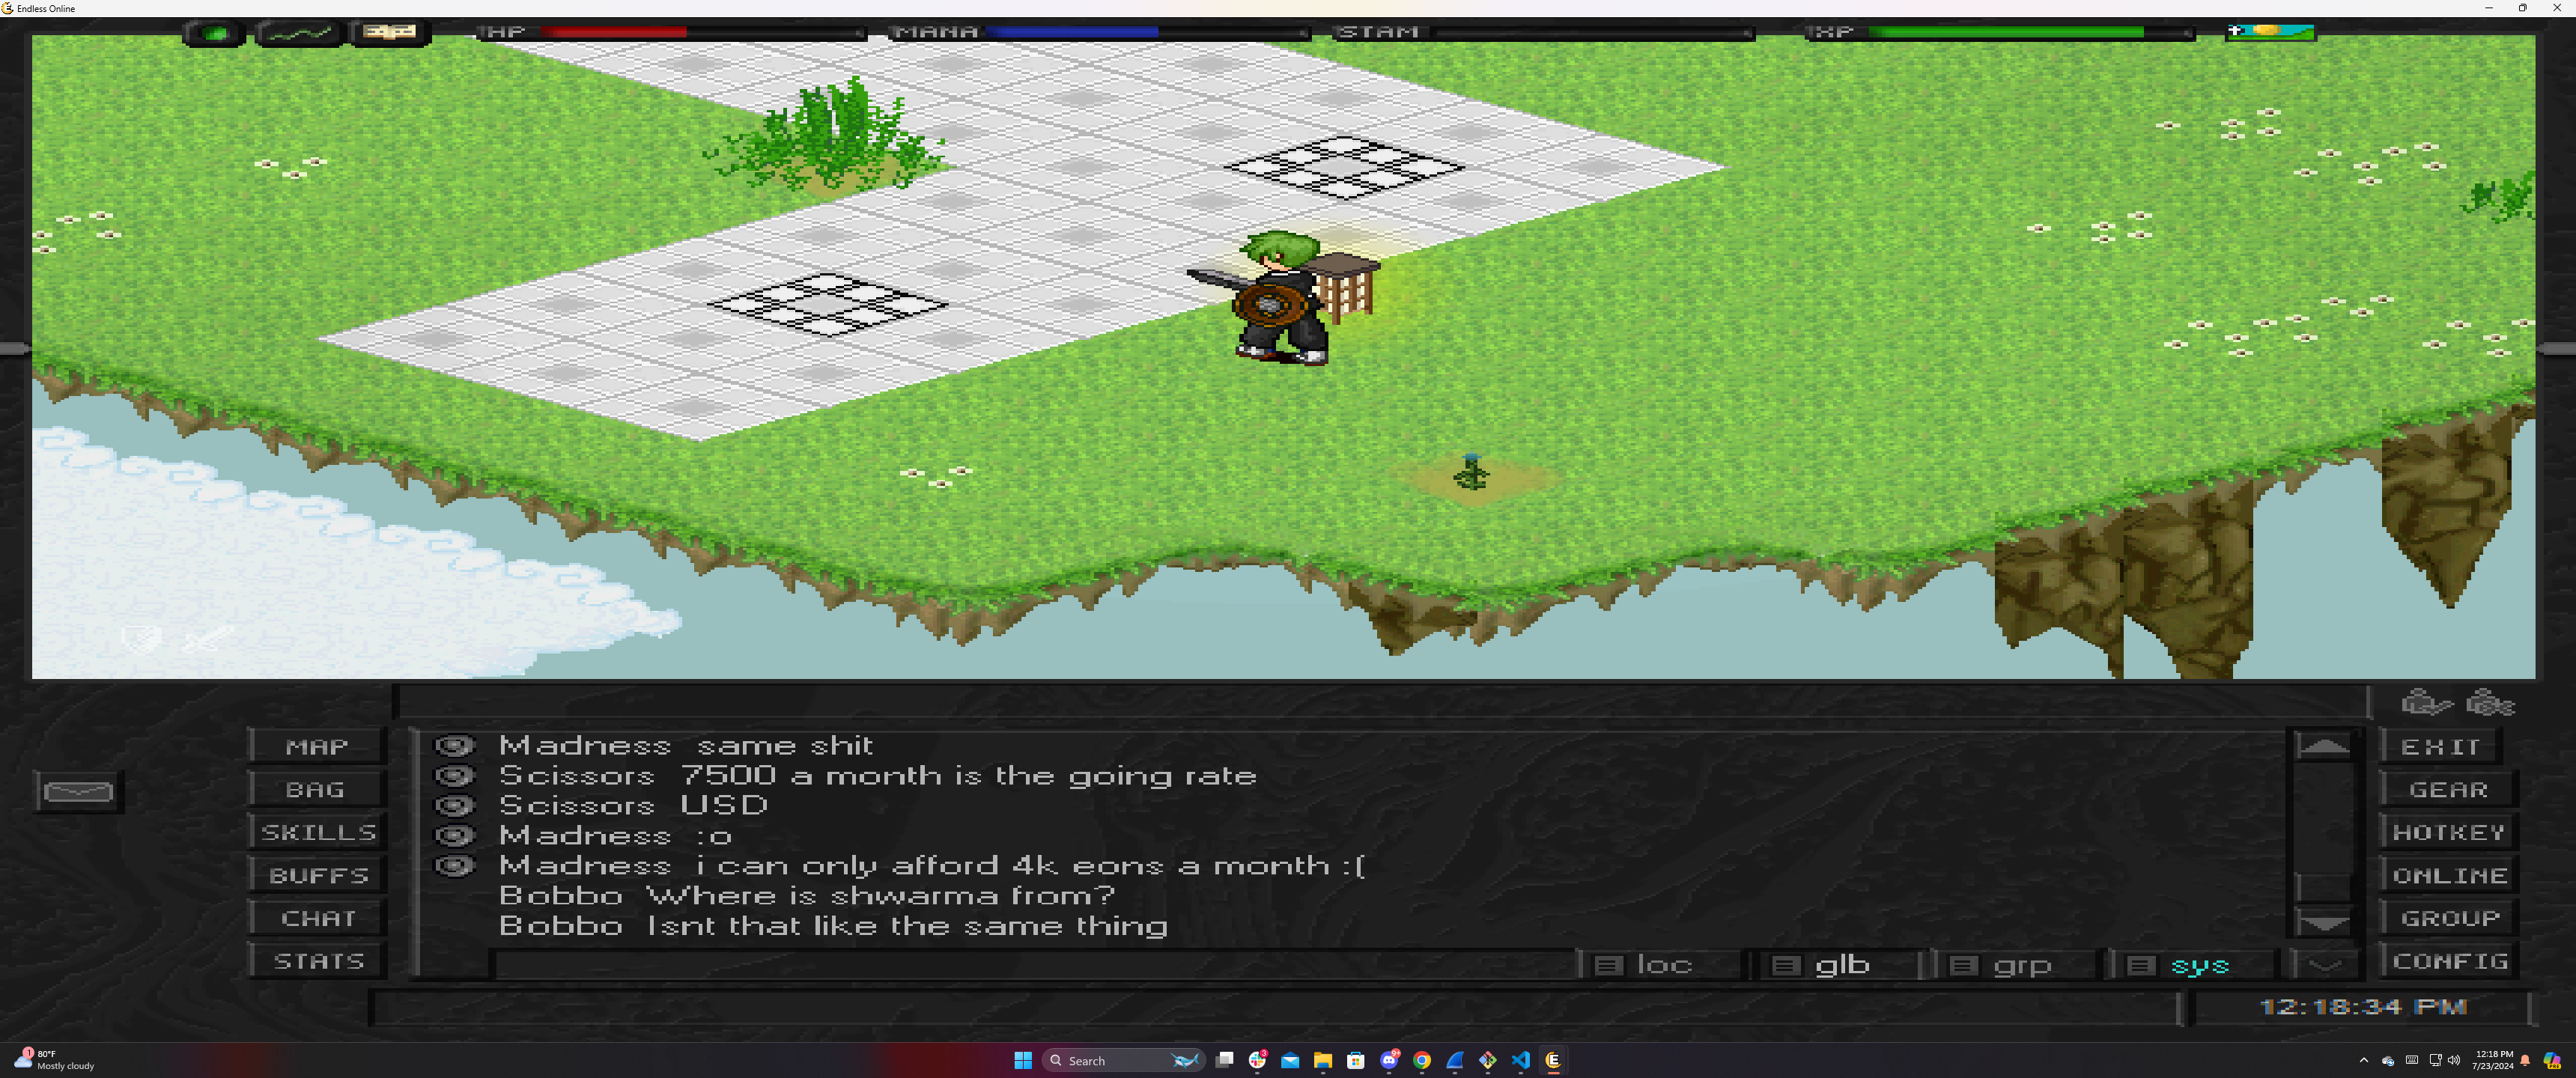 Endless Online
HP
MANA
STAM
XP
MAP
BAG
SKILLS
BUFFS
CHAT
STATS
Madness same shit
Scissors 7500 a month is the going rate
Scissors USD
Madness :o
Madness i can only afford 4k eons a month :(
Bobbo Where is shwarma from?
Bobbo Isnt that like the same thing
loc
glb
grp
sys
EXIT
GEAR
HOTKEY
ONLINE
GROUP
CONFIG
12:18:34 PM
1
80°F
Mostly cloudy
Search
3
9+
12:18 PM
7/23/2024